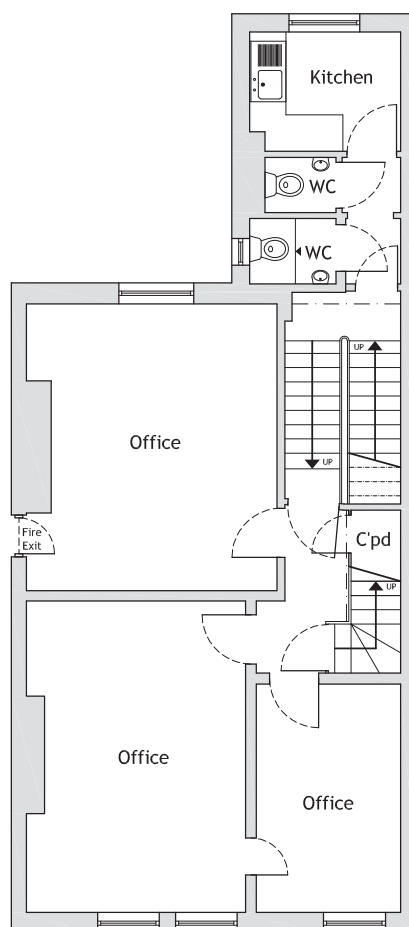 Kitchen
WC
WC
UP
Office
UP
Fire
Exit
C'pd
UP
Office
Office